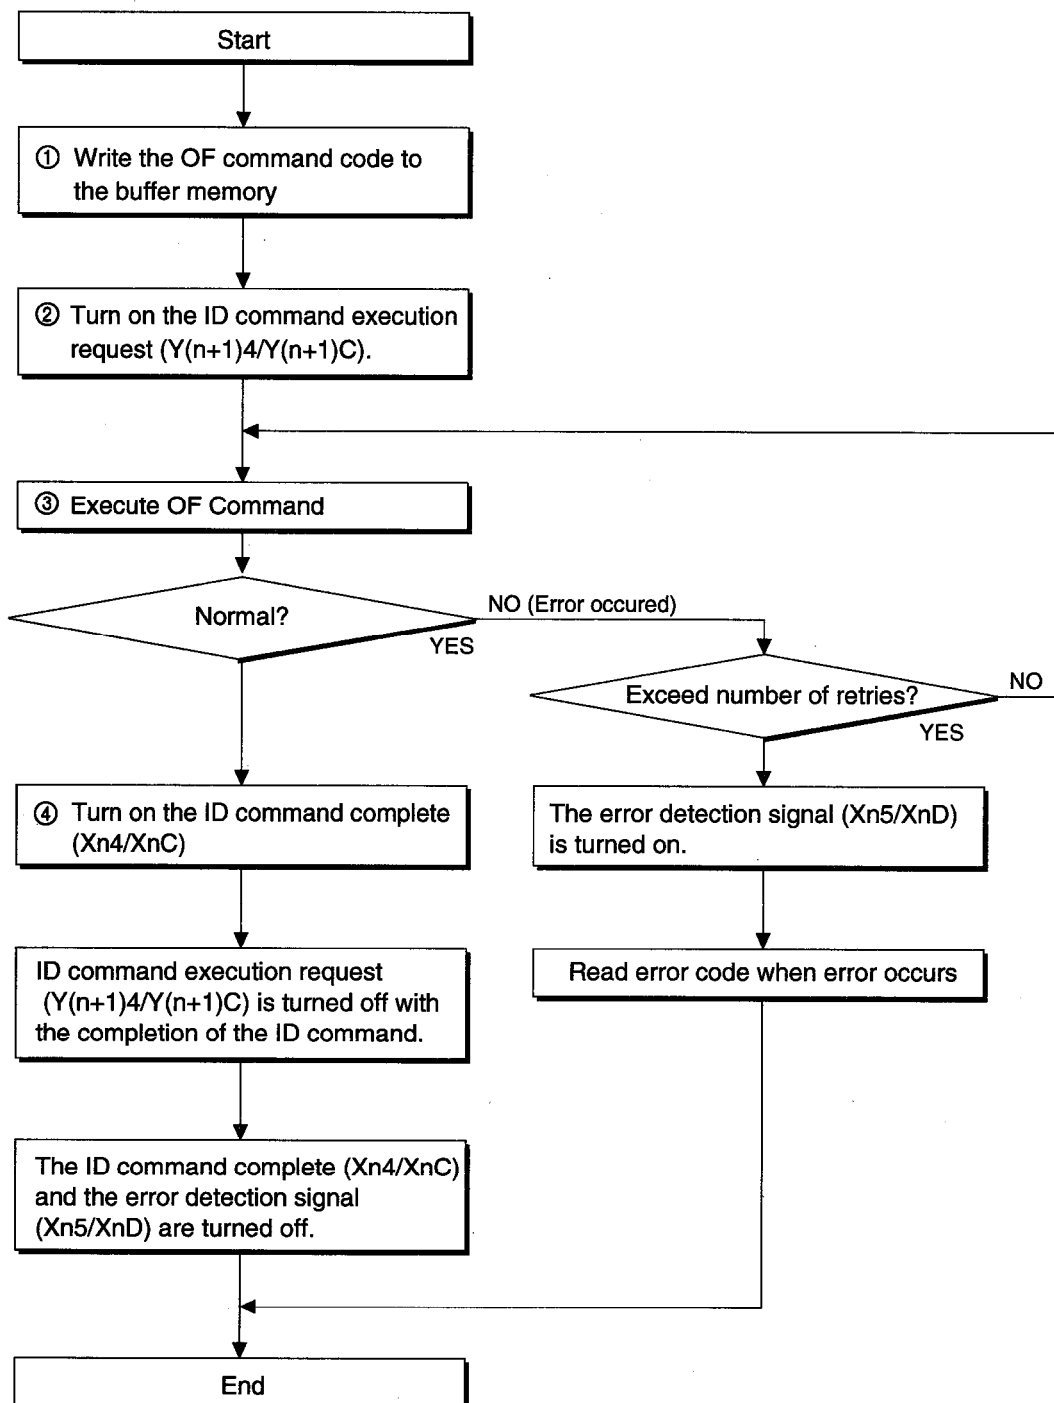 Start
① Write the OF command code to
the buffer memory
② Turn on the ID command execution
request (Y(n+1)4/Y(n+1)C).
③ Execute OF Command
Normal?
NO (Error occured)
YES
Exceed number of retries?
NO
YES
④ Turn on the ID command complete
(Xn4/XnC)
The error detection signal (Xn5/XnD)
is turned on.
ID command execution request
(Y(n+1)4/Y(n+1)C) is turned off with
the completion of the ID command.
Read error code when error occurs
The ID command complete (Xn4/XnC)
and the error detection signal
(Xn5/XnD) are turned off.
End